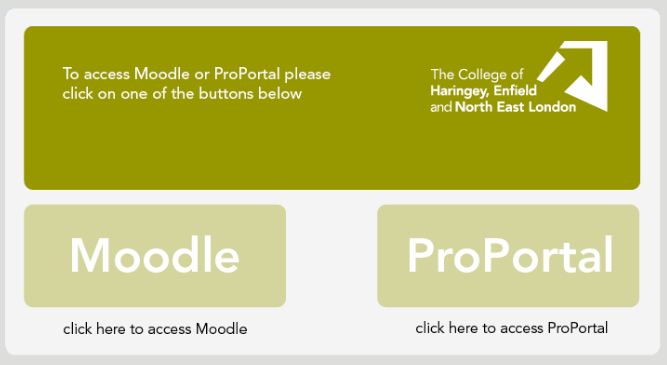 To access Moodle or ProPortal please
click on one of the buttons below
The College of
Haringey, Enfield
and North East London
Moodle
ProPortal
click here to access Moodle
click here to access ProPortal